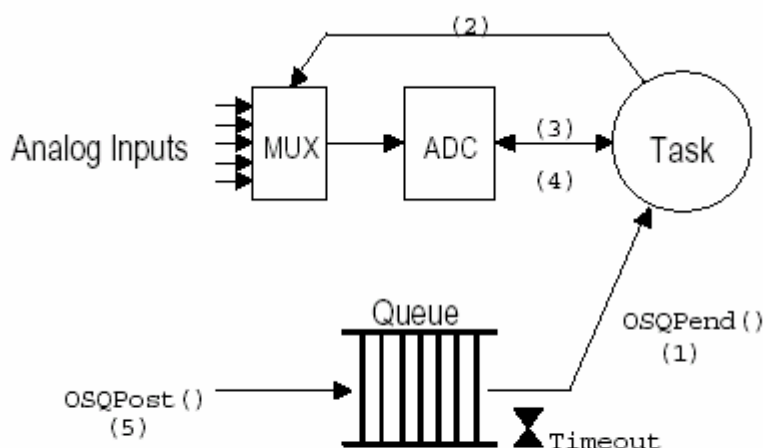 (2)
Analog Inputs
MUX
ADC
(3)
(4)
Task
Queue
OSQPend()
(1)
OSQPost()
(5)
Timeout